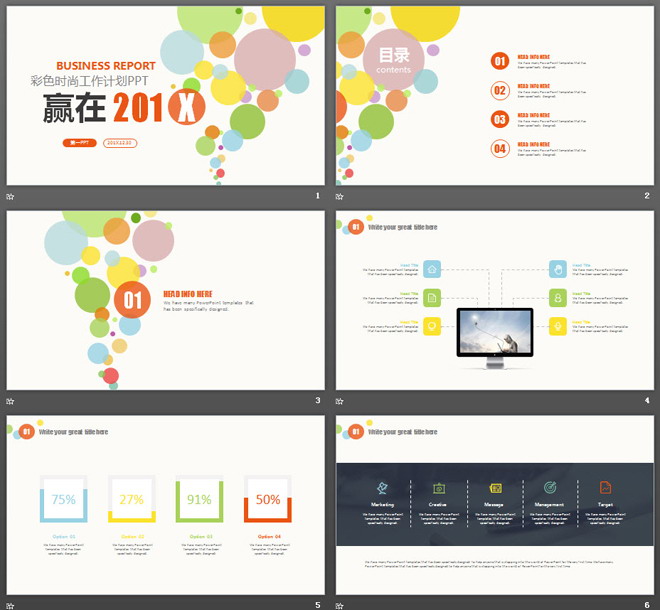 BUSINESS REPORT
彩色时尚工作计划PPT
赢在 201X
第一PPT
1
目录
contents
01 HEAD INFO HERE
We have many PowerPoint templates that has
been specifically designed.
02 HEAD INFO HERE
We have many PowerPoint templates that has
been specifically designed.
03 HEAD INFO HERE
We have many PowerPoint templates that has
been specifically designed.
04 HEAD INFO HERE
We have many PowerPoint templates that has
been specifically designed.
2
01
HEAD INFO HERE
We have many PowerPoint templates that
has been specifically designed.
3
01 Write your great title here
Head Title
We have many PowerPoint
templates that has been
specifically designed.
Head Title
We have many PowerPoint
templates that has been
specifically designed.
Head Title
We have many PowerPoint
templates that has been
specifically designed.
Head Title
We have many PowerPoint
templates that has been
specifically designed.
Head Title
We have many PowerPoint
templates that has been
specifically designed.
Head Title
We have many PowerPoint
templates that has been
specifically designed.
4
01 Write your great title here
75%
27%
91%
50%
Option 01
We have many PowerPoint
templates that has been
specifically designed.
Option 02
We have many PowerPoint
templates that has been
specifically designed.
Option 03
We have many PowerPoint
templates that has been
specifically designed.
Option 04
We have many PowerPoint
templates that has been
specifically designed.
5
01 Write your great title here
Marketing
We have many PowerPoint
templates that has been
specifically designed.
Creative
We have many PowerPoint
templates that has been
specifically designed.
Message
We have many PowerPoint
templates that has been
specifically designed.
Management
We have many PowerPoint
templates that has been
specifically designed.
Target
We have many PowerPoint
templates that has been
specifically designed.
6